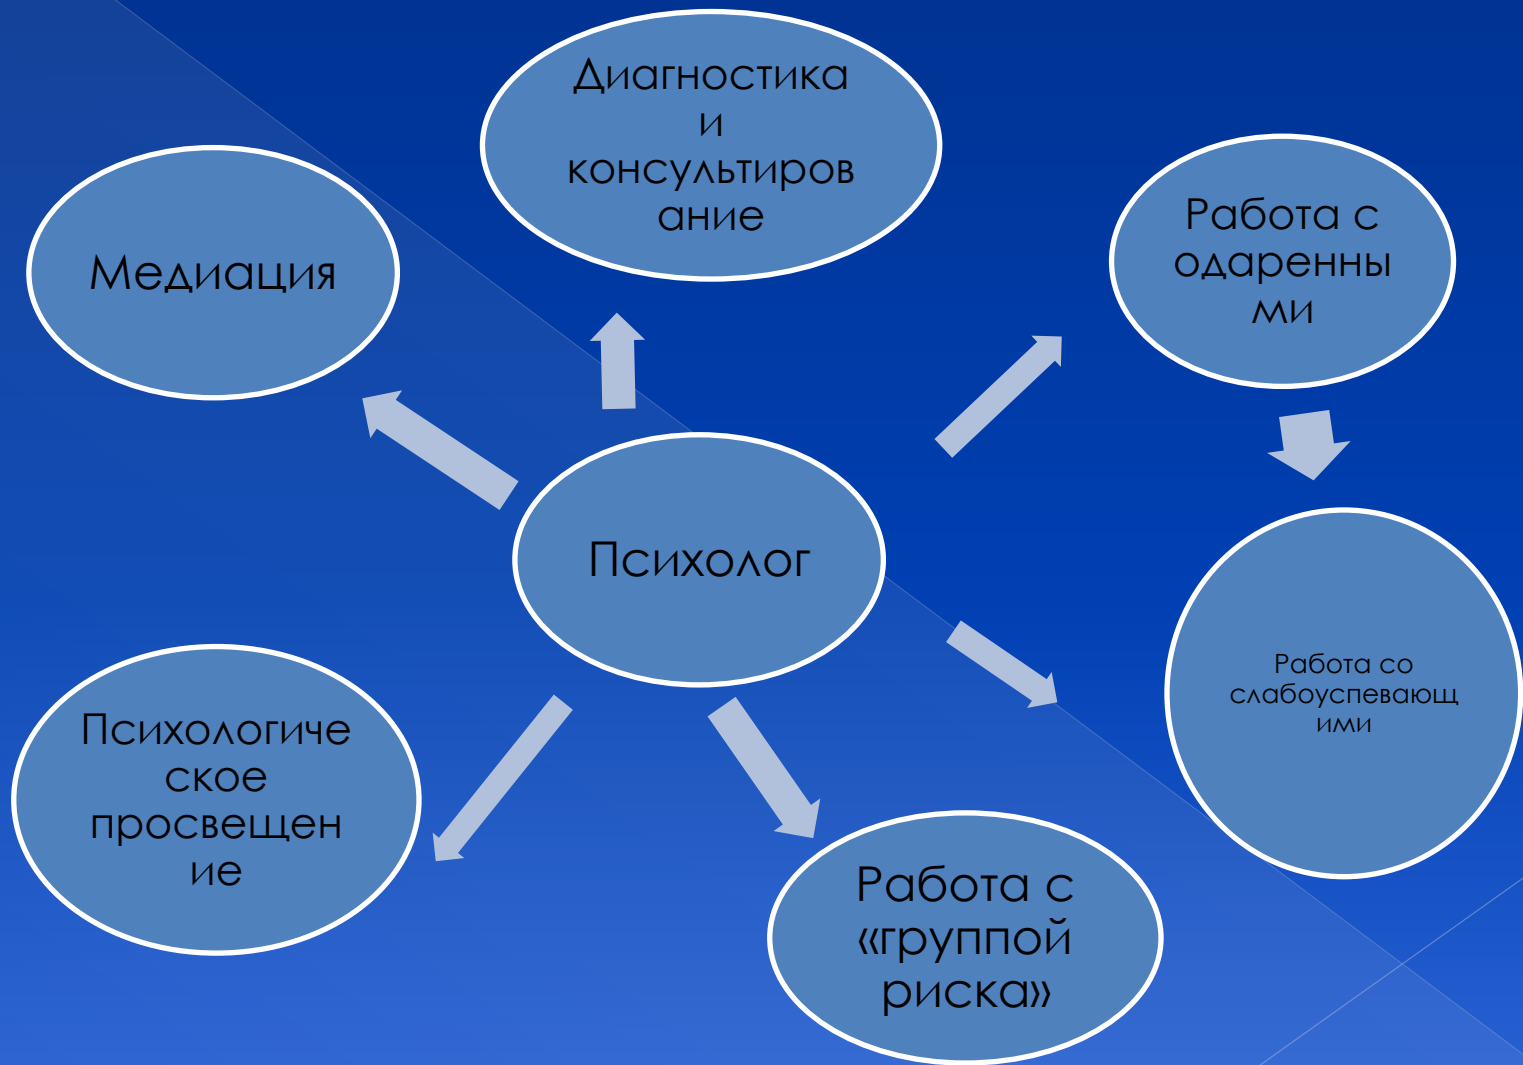 Диагностика
и
консультиров
ание
Медиация
Работа с
одаренны
ми
Психолог
Работа со
слабоуспевающ
ими
Психологиче
ское
просвещен
ие
Работа с
«группой
риска»